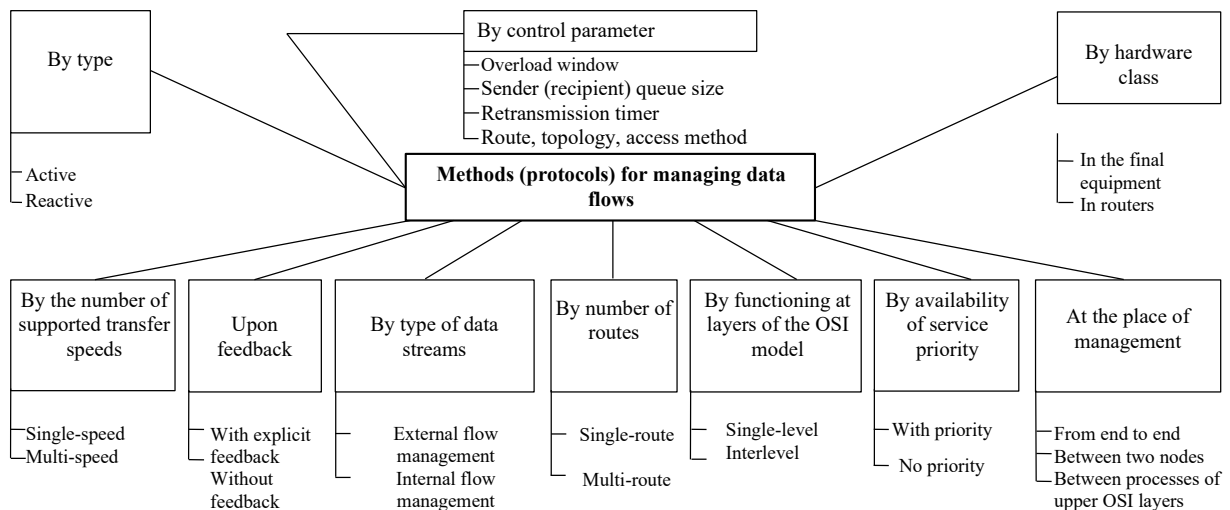 By type
Active
Reactive
By control parameter
Overload window
Sender (recipient) queue size
Retransmission timer
Route, topology, access method
By hardware
class
In the final
equipment
In routers
Methods (protocols) for managing data
flows
By the number of
supported transfer
speeds
Single-speed
Multi-speed
Upon
feedback
With explicit
feedback
Without
feedback
By type of data
streams
External flow
management
Internal flow
management
By number of
routes
Single-route
Multi-route
By functioning at
layers of the OSI
model
Single-level
Interlevel
By availability
of service
priority
With priority
No priority
At the place of
management
From end to end
Between two nodes
Between processes of
upper OSI layers